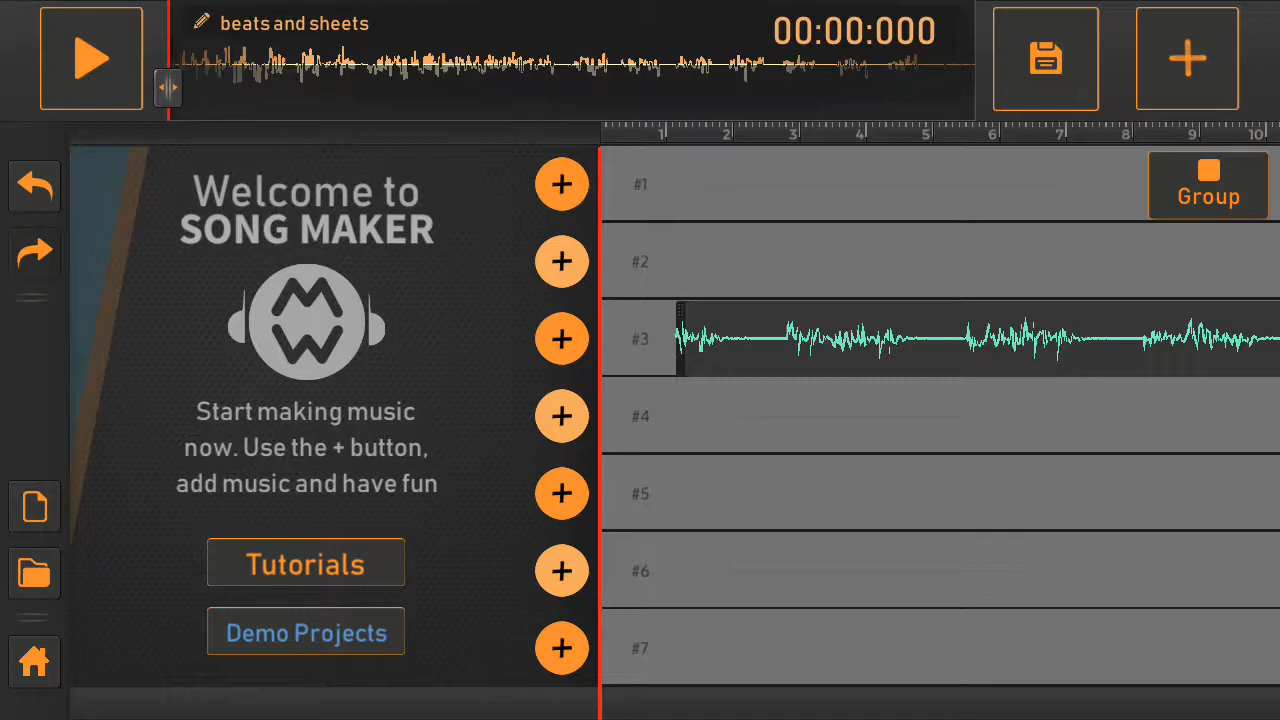 beats and sheets
00:00:000
1 2 3 4 5 6 7 8 9 10
Welcome to
SONG MAKER
Start making music
now. Use the + button,
add music and have fun
Tutorials
Demo Projects
#1
Group
#2
#3
#4
#5
#6
#7